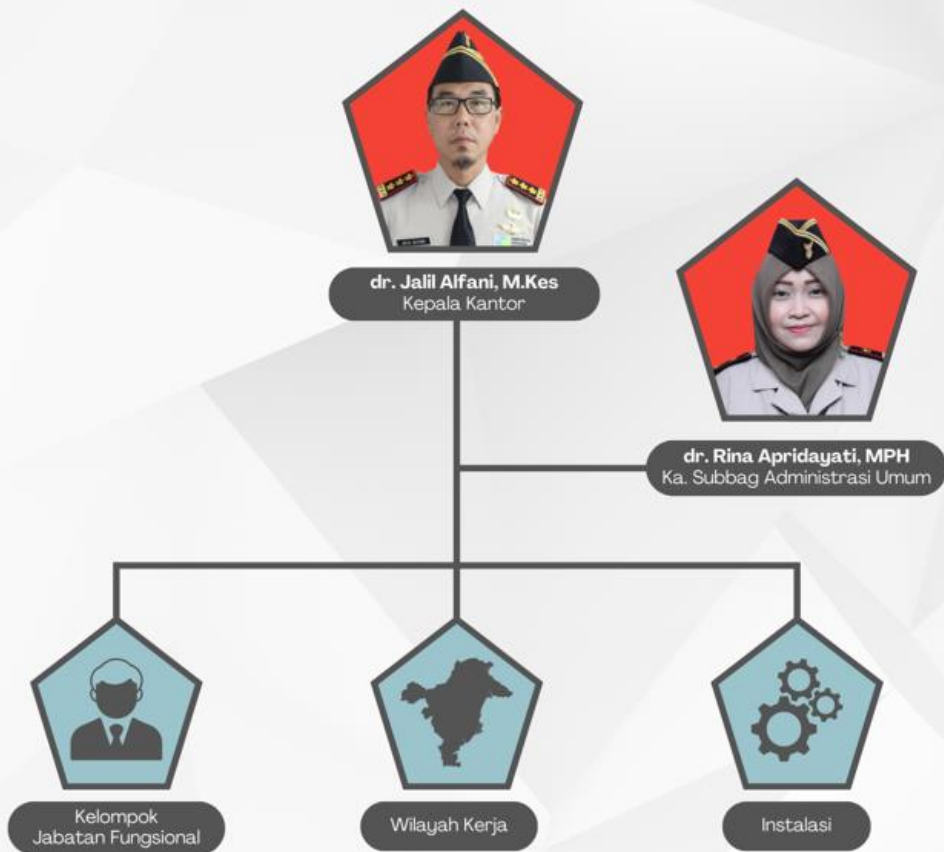 dr. Jalil Alfani, M.Kes
Kepala Kantor
dr. Rina Apridayati, MPH
Ka. Subbag Administrasi Umum
Kelompok
Jabatan Fungsional
Wilayah Kerja
Instalasi